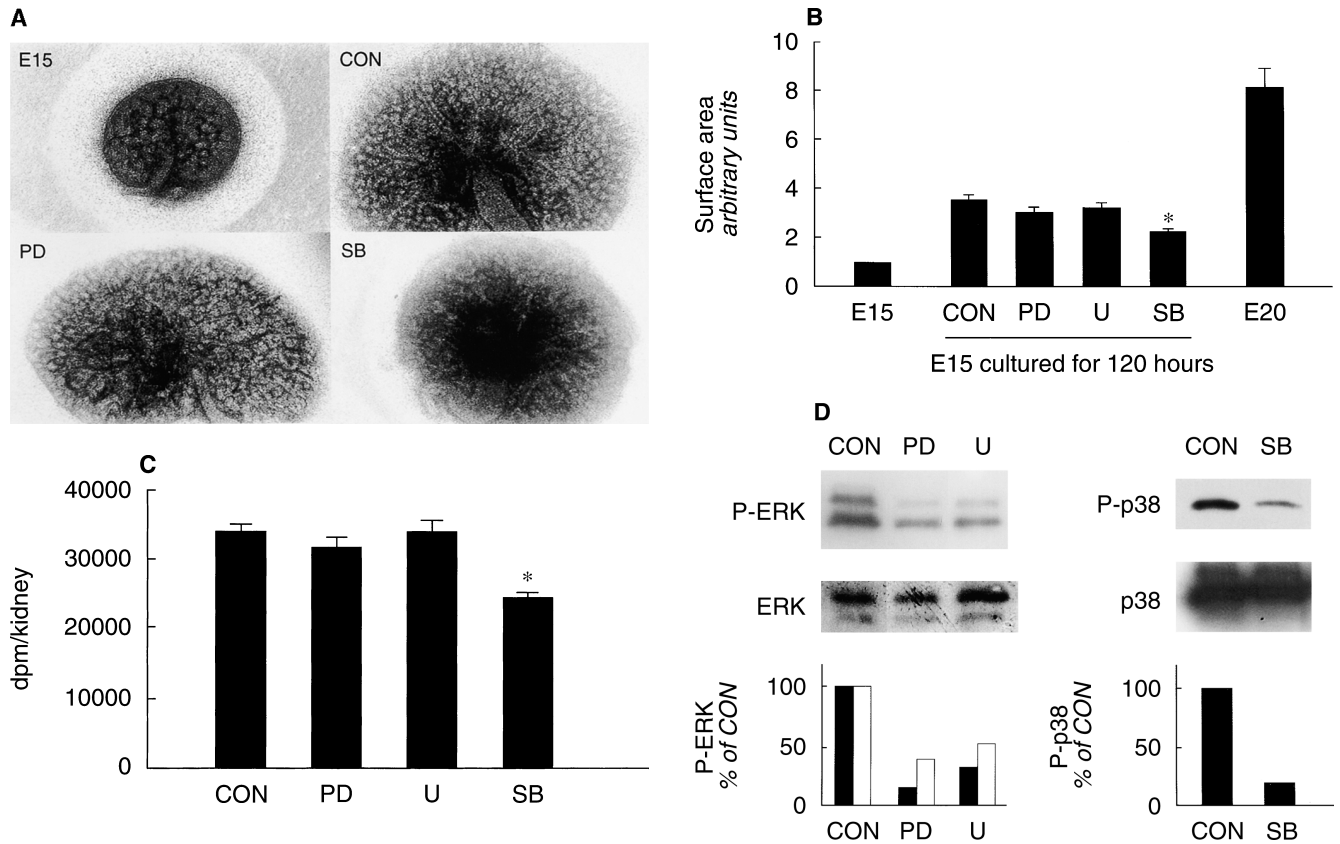 A
E15
CON
PD
SB
B
Surface area
arbitrary units
10
8
6
4
2
0
*
E15
CON
PD
U
SB
E20
E15 cultured for 120 hours
C
dpm/kidney
40000
30000
20000
10000
0
*
CON
PD
U
SB
D
CON PD U
P-ERK
ERK
P-ERK
% of CON
100
50
0
CON PD U
CON SB
P-p38
p38
P-p38
% of CON
100
50
0
CON SB